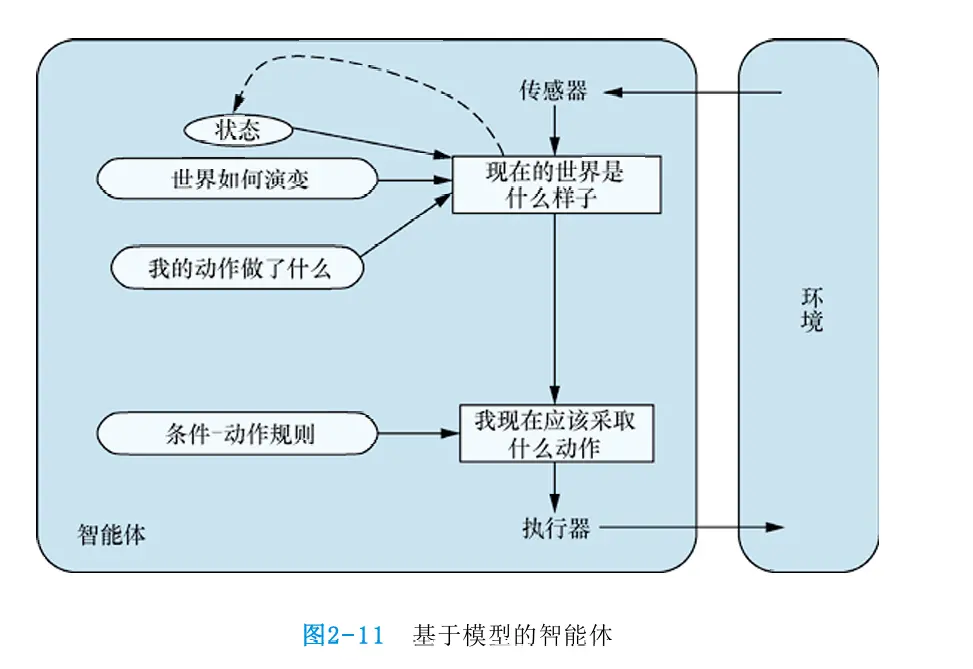 传感器
状态
世界如何演变
现在的世界是
什么样子
我的动作做了什么
环
境
条件-动作规则
我现在应该采取
什么动作
执行器
智能体
图2-11 基于模型的智能体